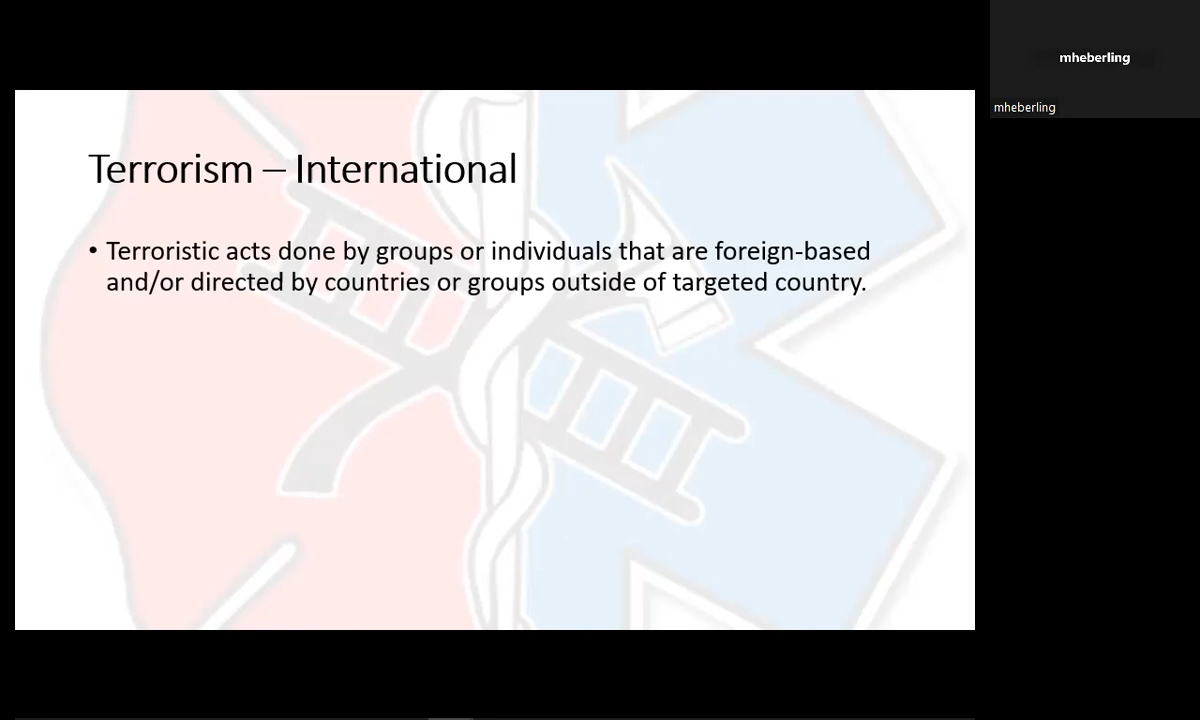 mheberling
mheberling
Terrorism – International
• Terroristic acts done by groups or individuals that are foreign-based
and/or directed by countries or groups outside of targeted country.